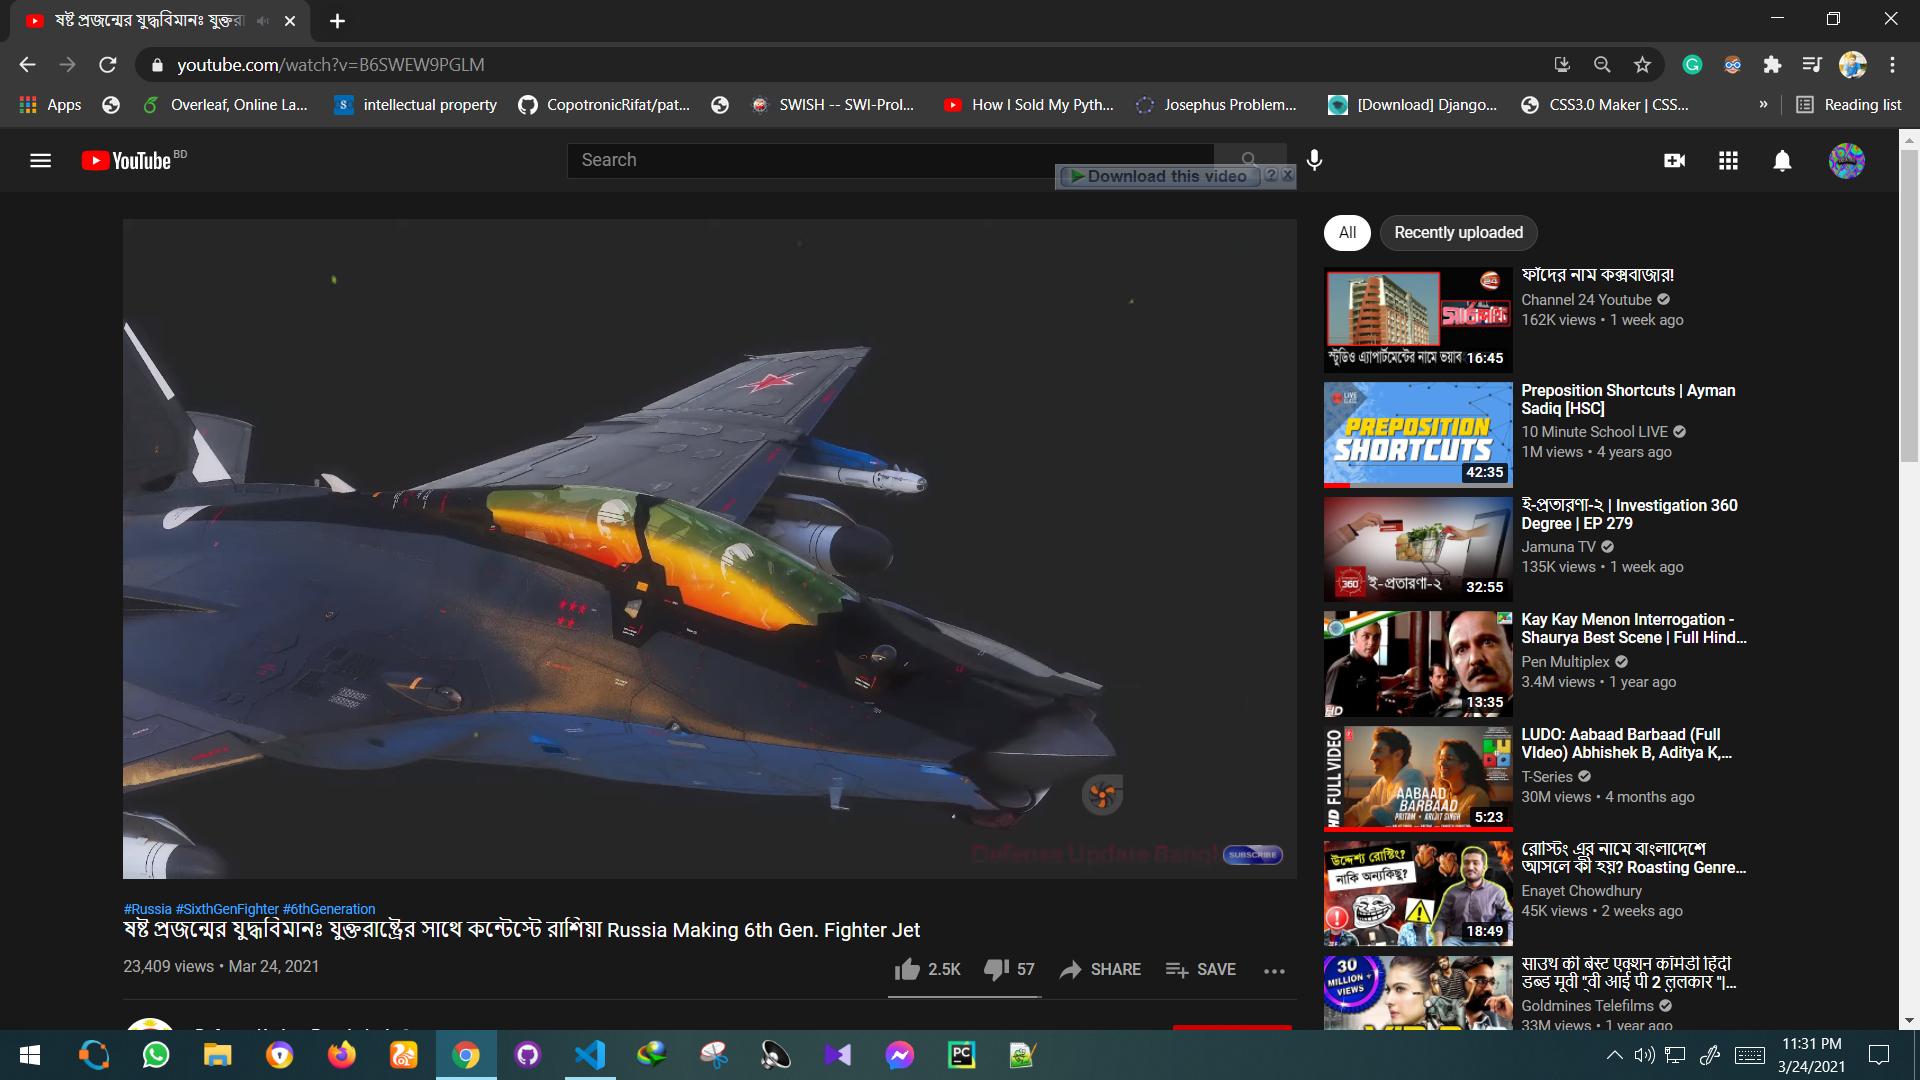 ষষ্ট প্রজন্মের যুদ্ধবিমানঃ যুক্তরা
youtube.com/watch?v=B6SWEW9PGLM
Apps
Overleaf, Online La...
intellectual property
CopotronicRifat/pat...
SWISH -- SWI-Prol...
How I Sold My Pyth...
Josephus Problem...
[Download] Django...
CSS3.0 Maker | CSS...
»
Reading list
YouTube BD
Search
Download this video
All
Recently uploaded
ফাঁদের নাম কক্সবাজার!
Channel 24 Youtube
162K views • 1 week ago
24
স্টুডিও এ্যাপার্টমেন্টের নামে ভয়াব
16:45
Preposition Shortcuts | Ayman
Sadiq [HSC]
10 Minute School LIVE
1M views • 4 years ago
PREPOSITION
SHORTCUTS
42:35
ই-প্রতারণা-২ | Investigation 360
Degree | EP 279
Jamuna TV
135K views • 1 week ago
360
ই-প্রতারণা-২
32:55
Kay Kay Menon Interrogation -
Shaurya Best Scene | Full Hind...
Pen Multiplex
3.4M views • 1 year ago
HD
13:35
LUDO: Aabaad Barbaad (Full
VIdeo) Abhishek B, Aditya K,...
T-Series
30M views • 4 months ago
HD FULL VIDEO
AABAAD
BARBAAD
PRITAM • ARIJIT SINGH
5:23
রোস্টিং এর নামে বাংলাদেশে
আসলে কী হয়? Roasting Genre...
Enayet Chowdhury
45K views • 2 weeks ago
উদ্দেশ্য রোস্টিং?
নাকি অন্যকিছু?
18:49
साउथ की बेस्ट एक्शन कॉमेडी हिंदी
डब्ड मूवी "वी आई पी 2 ललकार "|...
Goldmines Telefilms
33M views • 1 year ago
30
MILLION +
VIEWS
Defense Update Bangl
SUBSCRIBE
#Russia #SixthGenFighter #6thGeneration
ষষ্ট প্রজন্মের যুদ্ধবিমানঃ যুক্তরাষ্ট্রের সাথে কন্টেস্টে রাশিয়া Russia Making 6th Gen. Fighter Jet
23,409 views • Mar 24, 2021
2.5K
57
SHARE
SAVE
11:31 PM
3/24/2021